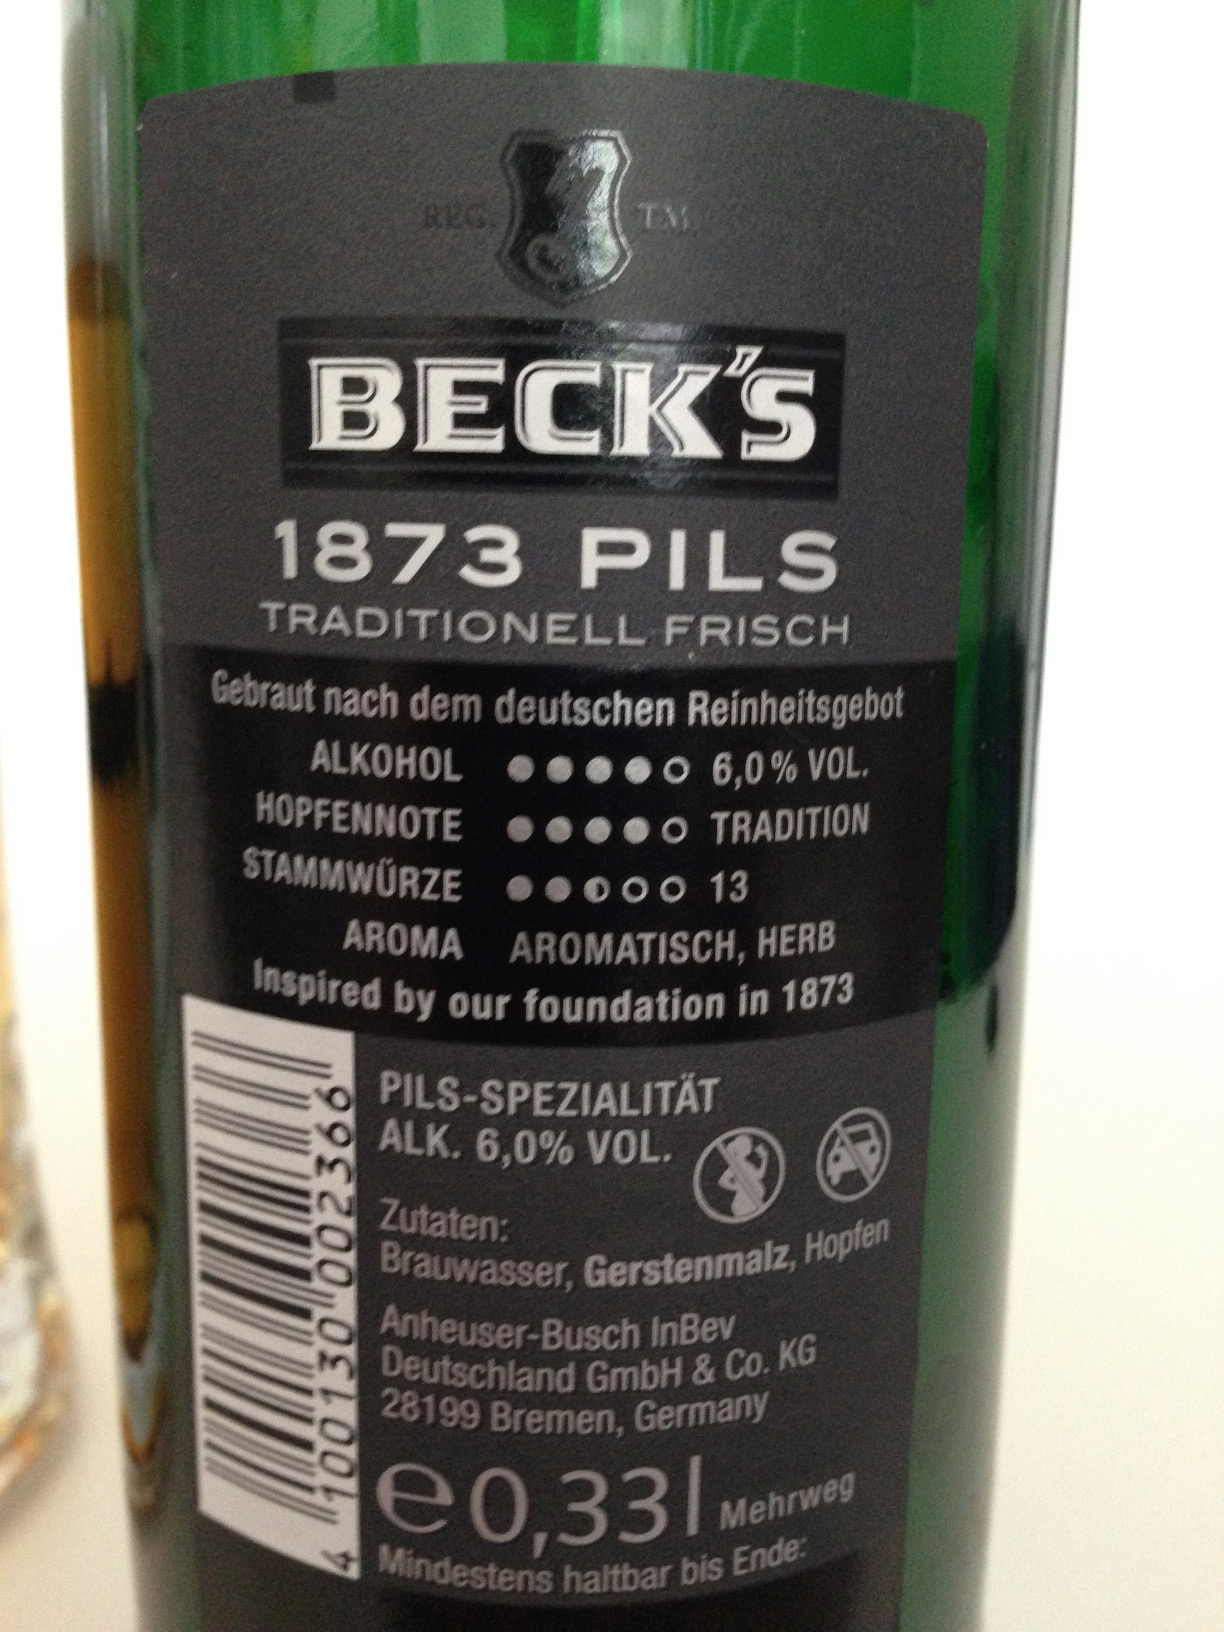 REG. TM
BECK'S
1873 PILS
TRADITIONELL FRISCH
Gebraut nach dem deutschen Reinheitsgebot
ALKOHOL 6,0% VOL.
HOPFENNOTE TRADITION
STAMMWÜRZE 13
AROMA AROMATISCH, HERB
Inspired by our foundation in 1873
4 100130 002366
PILS-SPEZIALITÄT
ALK. 6,0% VOL.
Zutaten:
Brauwasser, Gerstenmalz, Hopfen
Anheuser-Busch InBev
Deutschland GmbH & Co. KG
28199 Bremen, Germany
e 0,33 l Mehrweg
Mindestens haltbar bis Ende: